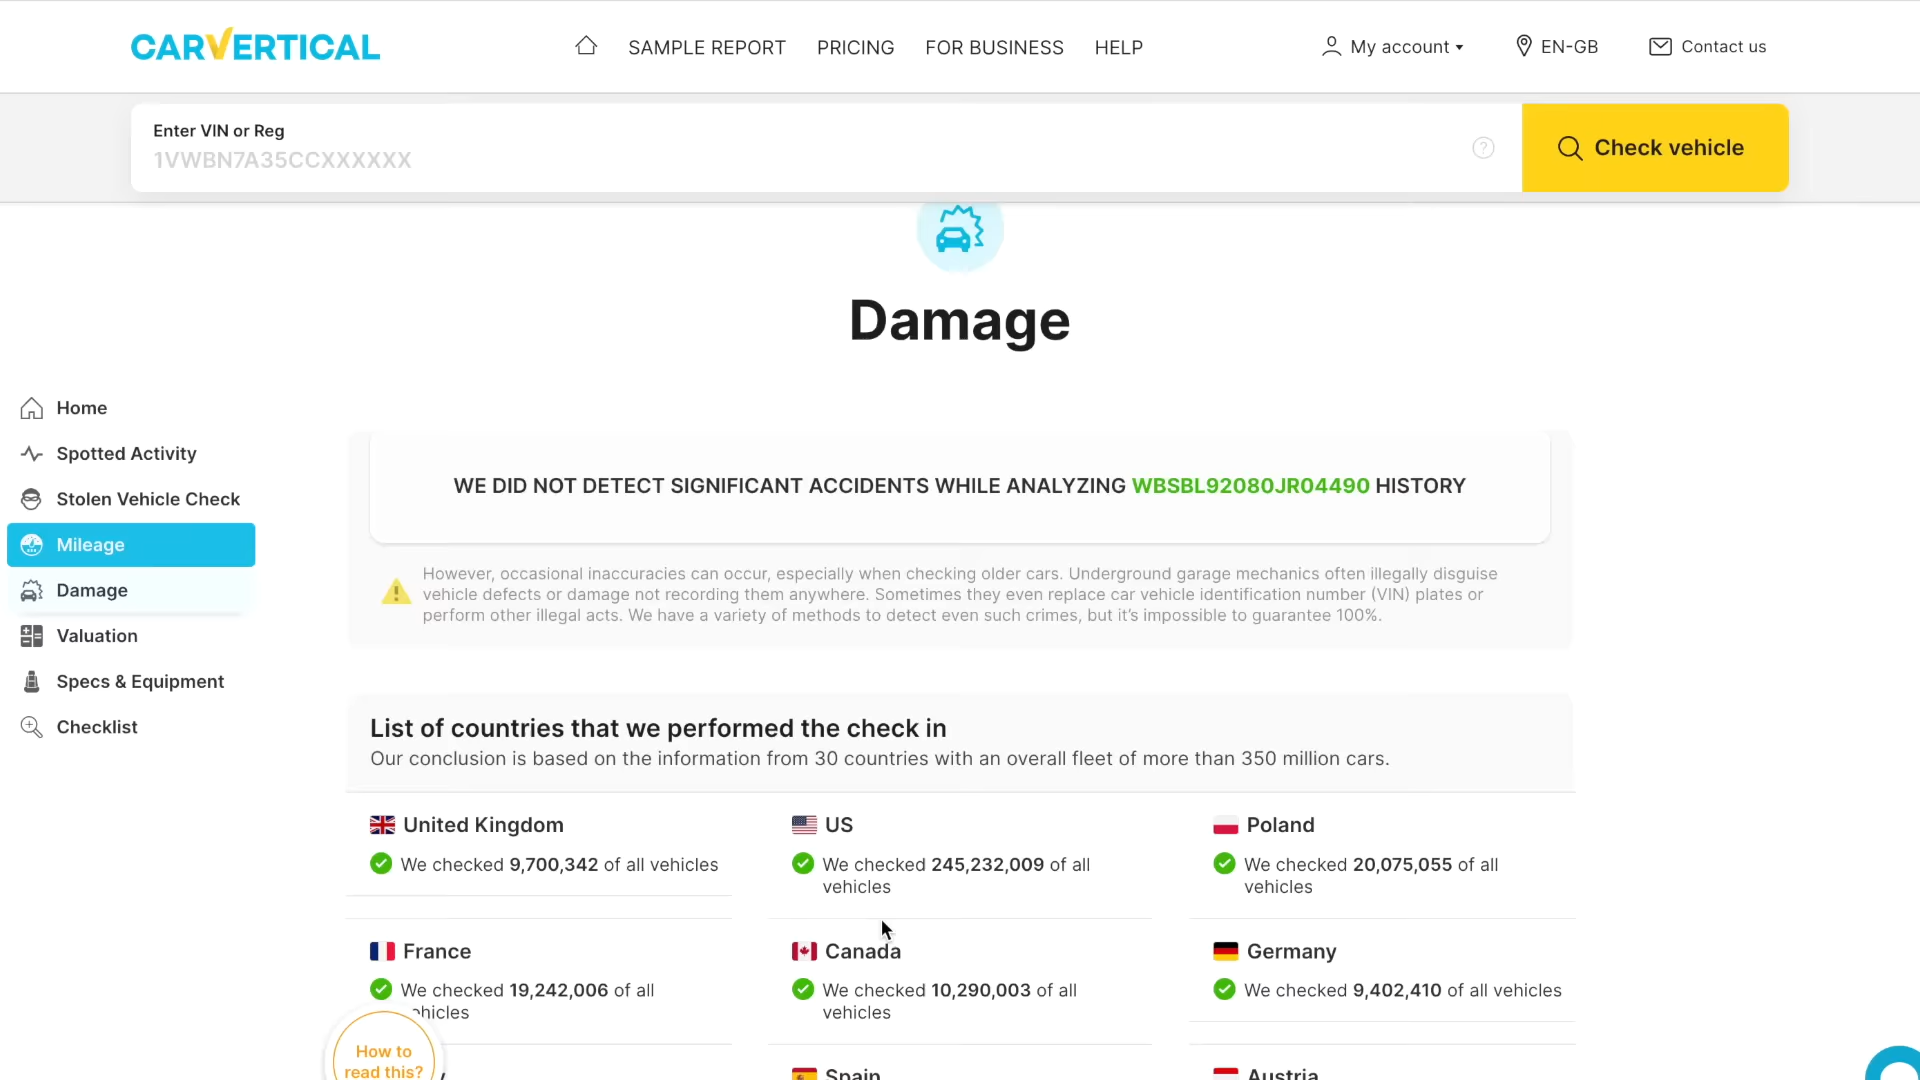 CARVERTICAL
SAMPLE REPORT
PRICING
FOR BUSINESS
HELP
My account
EN-GB
Contact us
Enter VIN or Reg
1VWBN7A35CCXXXXXX
?
Check vehicle
Damage
Home
Spotted Activity
Stolen Vehicle Check
Mileage
Damage
Valuation
Specs & Equipment
Checklist
WE DID NOT DETECT SIGNIFICANT ACCIDENTS WHILE ANALYZING WBSBL92080JR04490 HISTORY
However, occasional inaccuracies can occur, especially when checking older cars. Underground garage mechanics often illegally disguise
vehicle defects or damage not recording them anywhere. Sometimes they even replace car vehicle identification number (VIN) plates or
perform other illegal acts. We have a variety of methods to detect even such crimes, but it's impossible to guarantee 100%.
List of countries that we performed the check in
Our conclusion is based on the information from 30 countries with an overall fleet of more than 350 million cars.
United Kingdom
We checked 9,700,342 of all vehicles
US
We checked 245,232,009 of all
vehicles
Poland
We checked 20,075,055 of all
vehicles
France
We checked 19,242,006 of all
vehicles
Canada
We checked 10,290,003 of all
vehicles
Germany
We checked 9,402,410 of all vehicles
How to
read this?
Spain
Austria